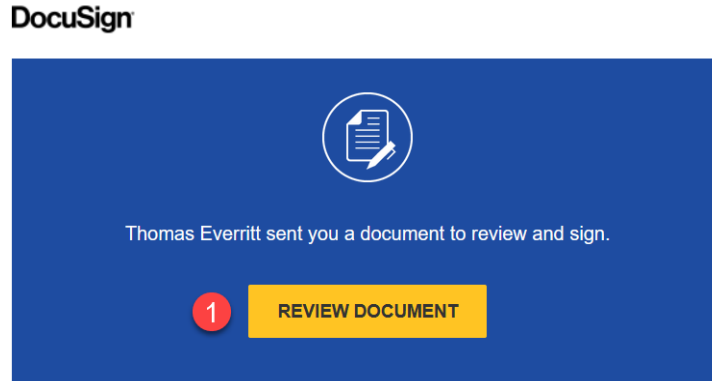 DocuSign
Thomas Everritt sent you a document to review and sign.
1
REVIEW DOCUMENT